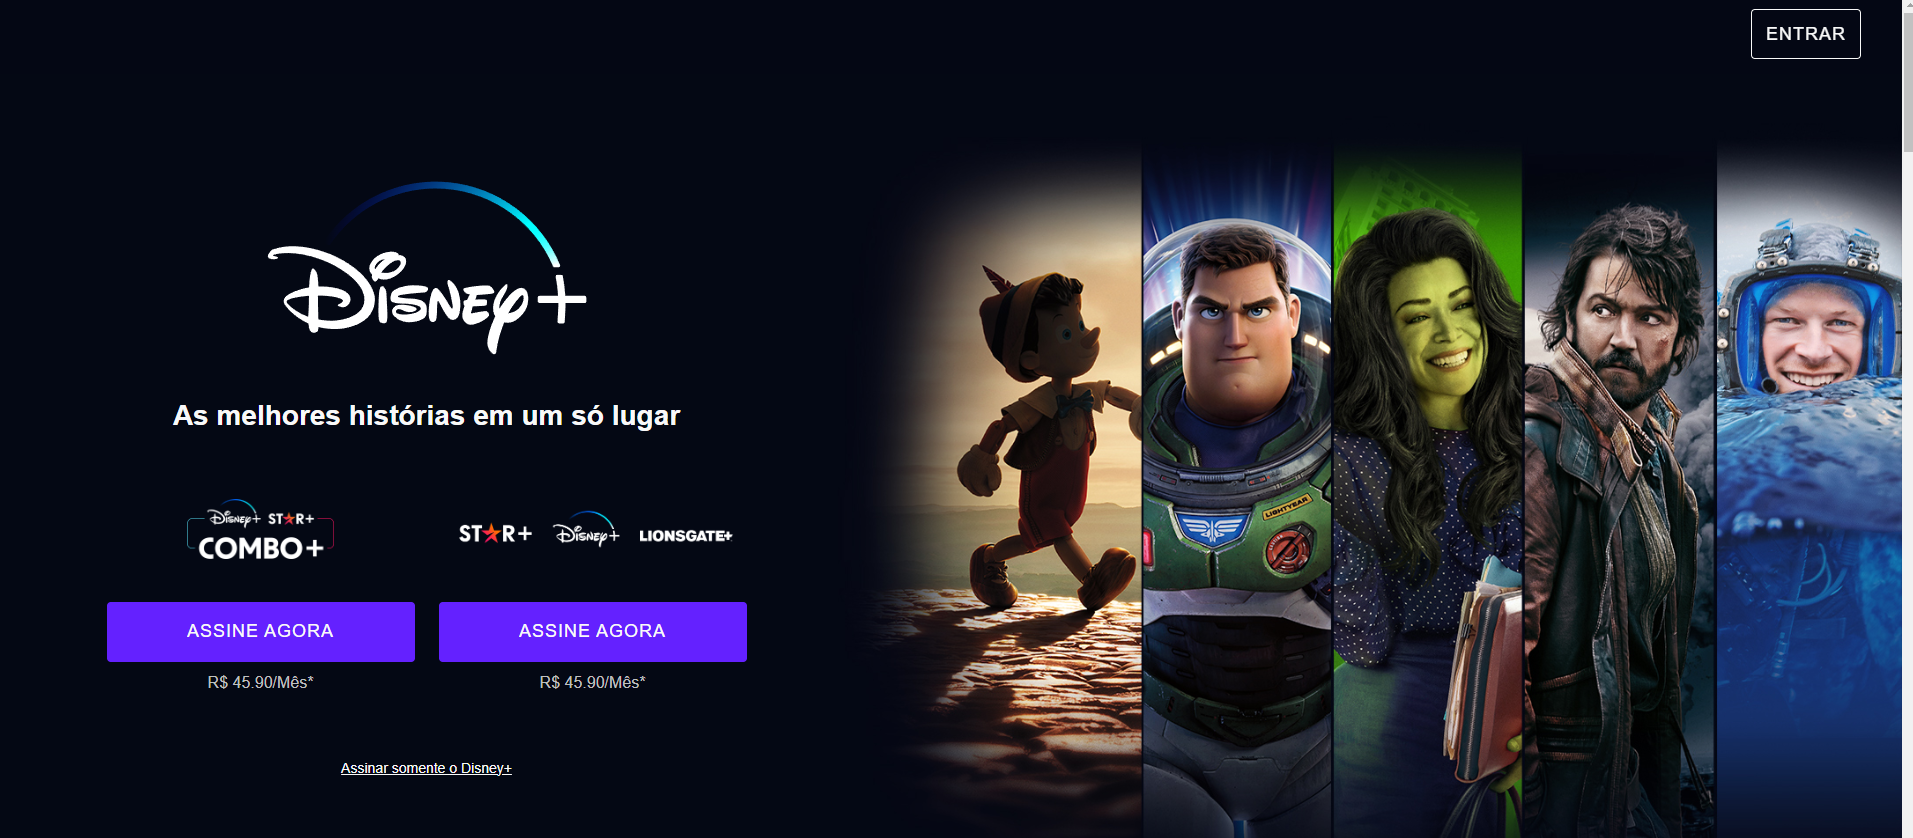 ENTRAR
Disney+
As melhores histórias em um só lugar
Disney+ STAR+
COMBO+
STAR+ Disney+ LIONSGATE+
ASSINE AGORA
R$ 45.90/Mês*
ASSINE AGORA
R$ 45.90/Mês*
Assinar somente o Disney+
LIGHTYEAR